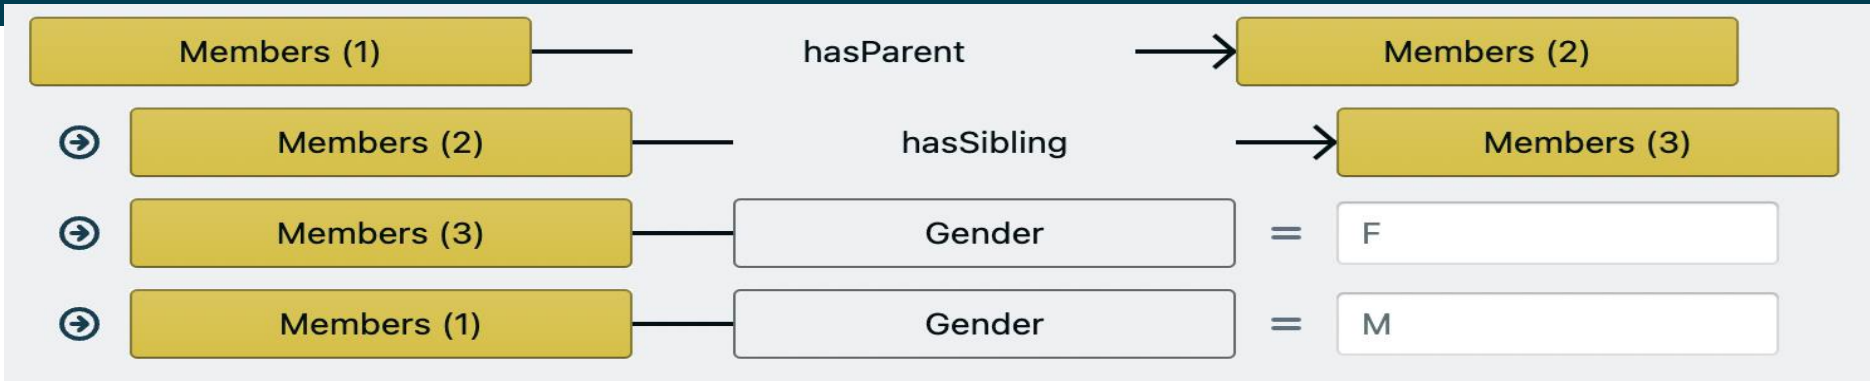 Members (1) hasParent Members (2)
Members (2) hasSibling Members (3)
Members (3) Gender = F
Members (1) Gender = M